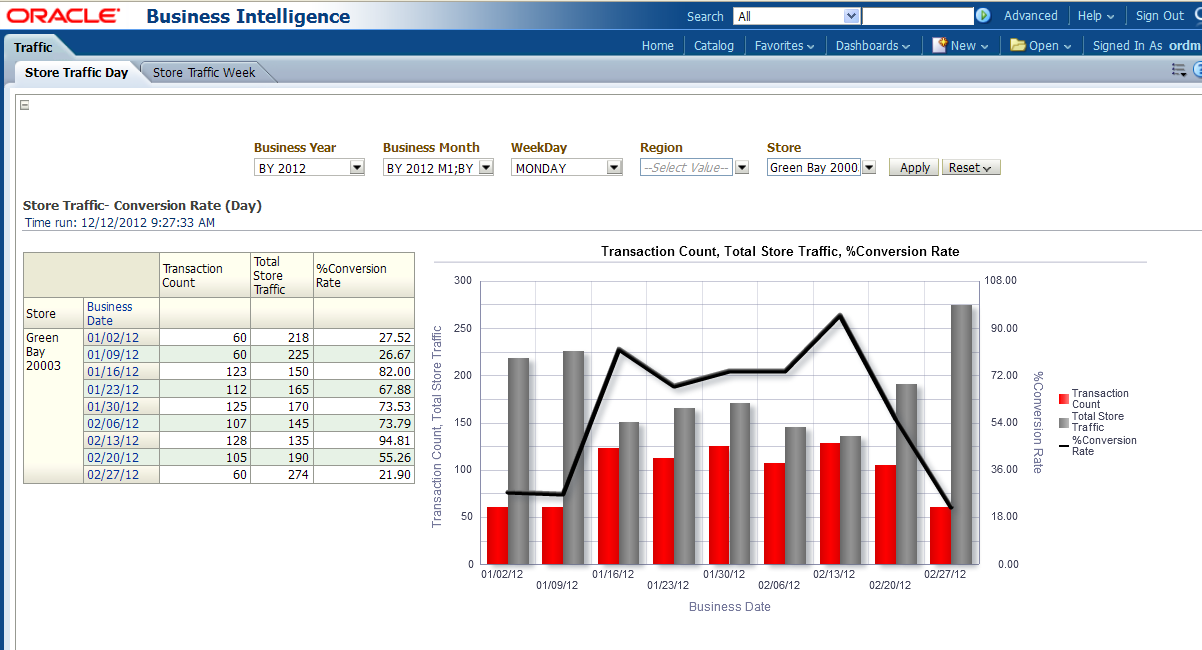 ORACLE Business Intelligence
Search All Advanced Help Sign Out
Traffic
Home Catalog Favorites Dashboards New Open Signed In As ordm
Store Traffic Day Store Traffic Week
Business Year Business Month WeekDay Region Store
BY 2012 BY 2012 M1;BY MONDAY --Select Value-- Green Bay 2000 Apply Reset
Store Traffic- Conversion Rate (Day)
Time run: 12/12/2012 9:27:33 AM
Transaction Count Total Store Traffic %Conversion Rate
Store Business Date
Green Bay 20003
01/02/12 60 218 27.52
01/09/12 60 225 26.67
01/16/12 123 150 82.00
01/23/12 112 165 67.88
01/30/12 125 170 73.53
02/06/12 107 145 73.79
02/13/12 128 135 94.81
02/20/12 105 190 55.26
02/27/12 60 274 21.90
Transaction Count, Total Store Traffic, %Conversion Rate
Transaction Count, Total Store Traffic
300
250
200
150
100
50
0
108.00
90.00
72.00
54.00
36.00
18.00
0.00
%Conversion Rate
01/02/12 01/16/12 01/30/12 02/13/12 02/27/12
01/09/12 01/23/12 02/06/12 02/20/12
Business Date
Transaction
Count
Total Store
Traffic
%Conversion
Rate